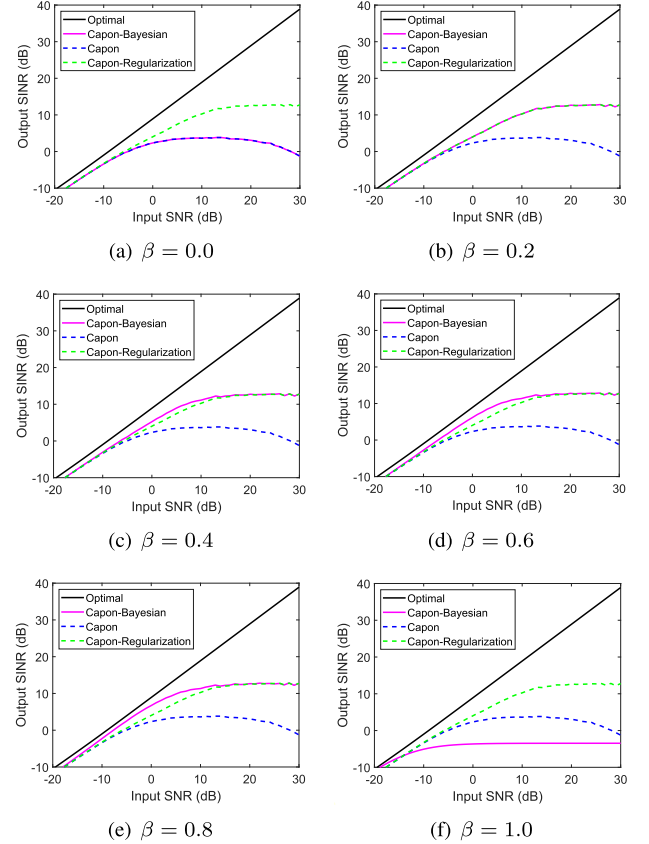 Output SINR (dB)
40
30
20
10
0
-10
Optimal
Capon-Bayesian
Capon
Capon-Regularization
-20 -10 0 10 20 30
Input SNR (dB)
(a) β = 0.0
Output SINR (dB)
40
30
20
10
0
-10
Optimal
Capon-Bayesian
Capon
Capon-Regularization
-20 -10 0 10 20 30
Input SNR (dB)
(b) β = 0.2
Output SINR (dB)
40
30
20
10
0
-10
Optimal
Capon-Bayesian
Capon
Capon-Regularization
-20 -10 0 10 20 30
Input SNR (dB)
(c) β = 0.4
Output SINR (dB)
40
30
20
10
0
-10
Optimal
Capon-Bayesian
Capon
Capon-Regularization
-20 -10 0 10 20 30
Input SNR (dB)
(d) β = 0.6
Output SINR (dB)
40
30
20
10
0
-10
Optimal
Capon-Bayesian
Capon
Capon-Regularization
-20 -10 0 10 20 30
Input SNR (dB)
(e) β = 0.8
Output SINR (dB)
40
30
20
10
0
-10
Optimal
Capon-Bayesian
Capon
Capon-Regularization
-20 -10 0 10 20 30
Input SNR (dB)
(f) β = 1.0